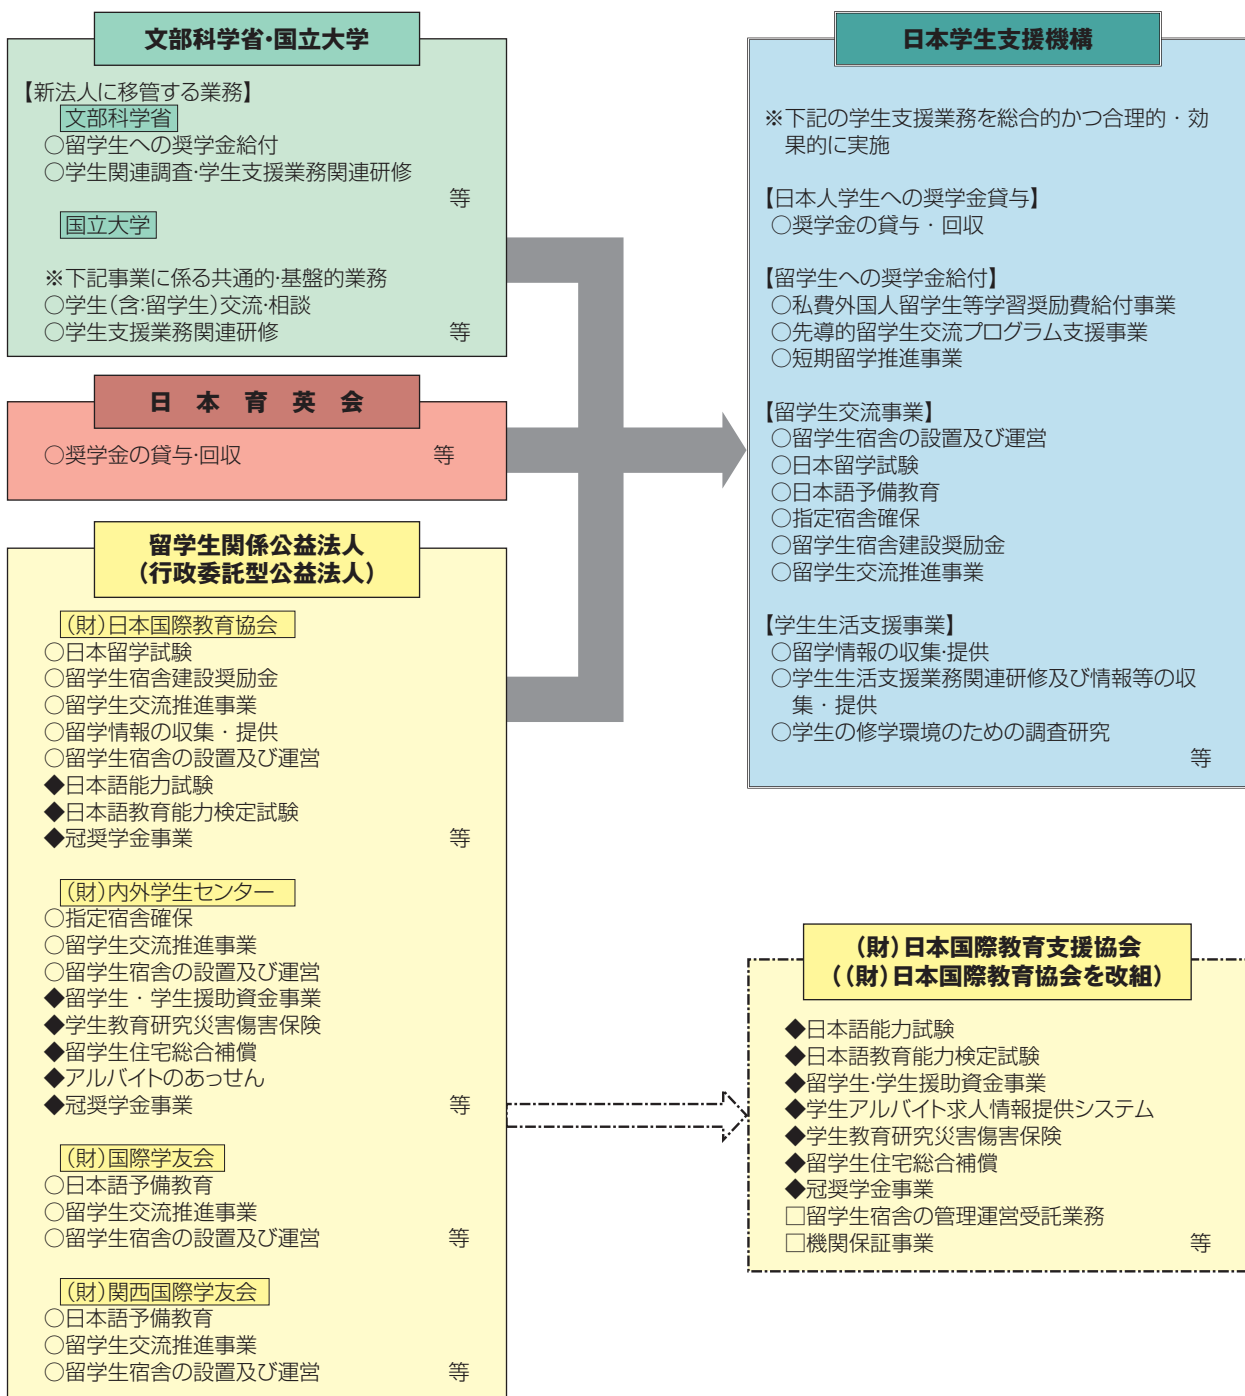 文部科学省･国立大学
【新法人に移管する業務】
文部科学省
○留学生への奨学金給付
○学生関連調査･学生支援業務関連研修
等
国立大学
※下記事業に係る共通的･基盤的業務
○学生(含:留学生)交流･相談
○学生支援業務関連研修 等
日本育英会
○奨学金の貸与･回収 等
留学生関係公益法人
(行政委託型公益法人)
(財)日本国際教育協会
○日本留学試験
○留学生宿舎建設奨励金
○留学生交流推進事業
○留学情報の収集・提供
○留学生宿舎の設置及び運営
◆日本語能力試験
◆日本語教育能力検定試験
◆冠奨学金事業 等
(財)内外学生センター
○指定宿舎確保
○留学生交流推進事業
○留学生宿舎の設置及び運営
◆留学生・学生援助資金事業
◆学生教育研究災害傷害保険
◆留学生住宅総合補償
◆アルバイトのあっせん
◆冠奨学金事業 等
(財)国際学友会
○日本語予備教育
○留学生交流推進事業
○留学生宿舎の設置及び運営 等
(財)関西国際学友会
○日本語予備教育
○留学生交流推進事業
○留学生宿舎の設置及び運営 等
日本学生支援機構
※下記の学生支援業務を総合的かつ合理的・効
果的に実施
【日本人学生への奨学金貸与】
○奨学金の貸与・回収
【留学生への奨学金給付】
○私費外国人留学生等学習奨励費給付事業
○先導的留学生交流プログラム支援事業
○短期留学推進事業
【留学生交流事業】
○留学生宿舎の設置及び運営
○日本留学試験
○日本語予備教育
○指定宿舎確保
○留学生宿舎建設奨励金
○留学生交流推進事業
【学生生活支援事業】
○留学情報の収集･提供
○学生生活支援業務関連研修及び情報等の収
集・提供
○学生の修学環境のための調査研究
等
(財)日本国際教育支援協会
((財)日本国際教育協会を改組)
◆日本語能力試験
◆日本語教育能力検定試験
◆留学生･学生援助資金事業
◆学生アルバイト求人情報提供システム
◆学生教育研究災害傷害保険
◆留学生住宅総合補償
◆冠奨学金事業
□留学生宿舎の管理運営受託業務
□機関保証事業 等